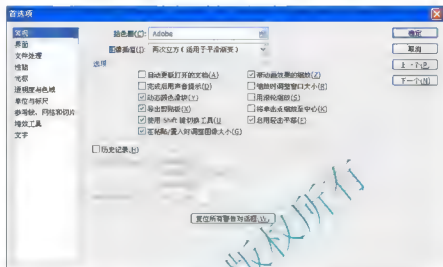 首选项
常规
界面
文件处理
性能
光标
透明度与色域
单位与标尺
参考线、网格和切片
增效工具
文字
拾色器(C): Adobe
图像插值(I): 再次立方(适用于平滑渐变)
选项
自动更新打开的文档(A)
完成后用声音提示(D)
动态颜色滑块(Y)
导出剪贴板(X)
使用 Shift 键切换工具(U)
在粘贴/置入时调整图像大小(G)
带动画效果的缩放(Z)
缩放时调整窗口大小(R)
用滚轮缩放(S)
将单击点缩放至中心(K)
启用轻击平移(F)
历史记录(H)
复位所有警告对话框(W)
确定
取消
上一个(P)
下一个(N)
版权所有